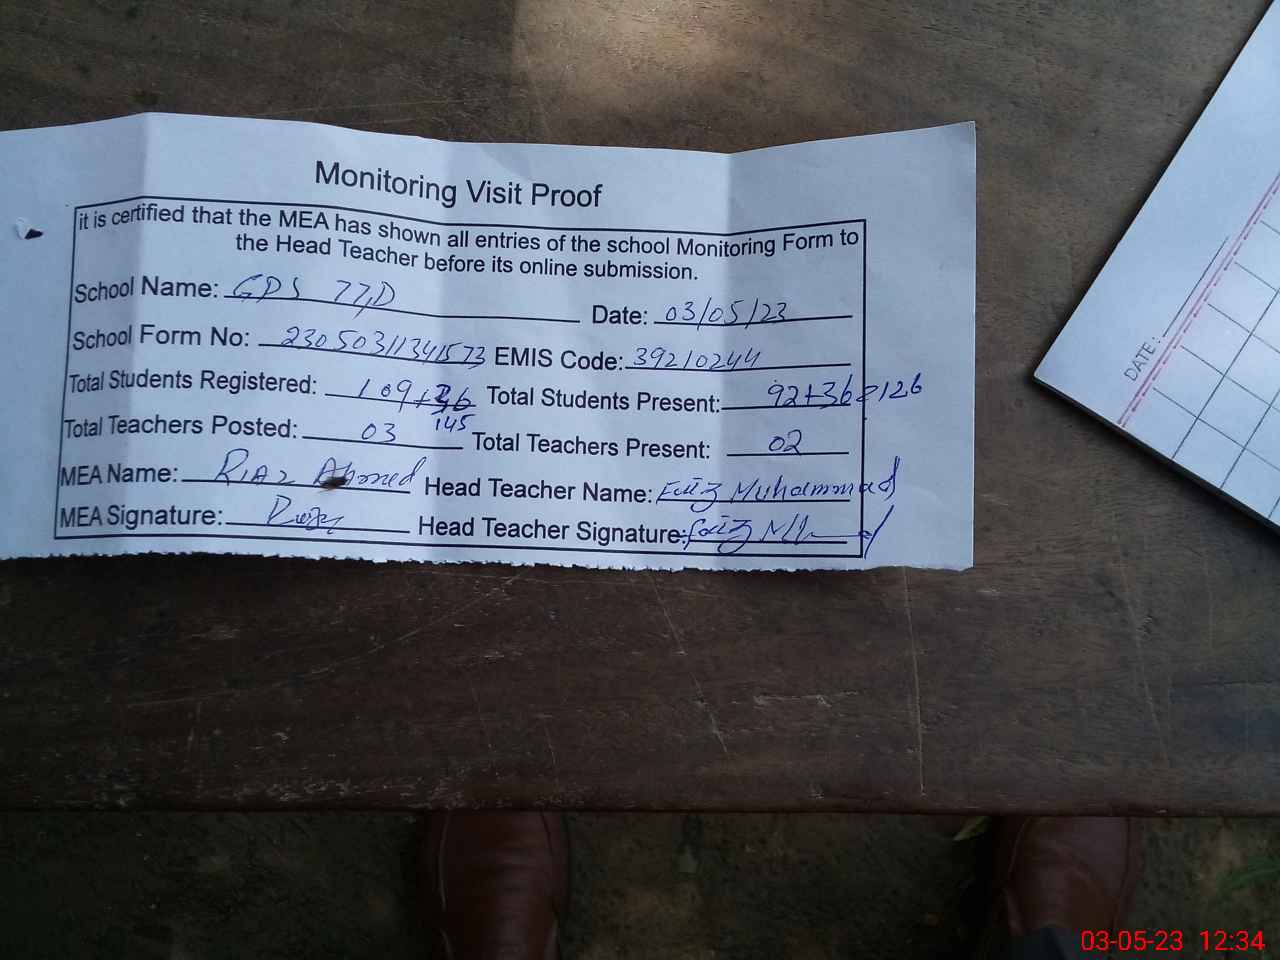 Monitoring Visit Proof
it is certified that the MEA has shown all entries of the school Monitoring Form to
the Head Teacher before its online submission.
School Name: GPS 77,D Date: 03/05/23
School Form No: 23050311341573 EMIS Code: 39210244
Total Students Registered: 109+36 Total Students Present: 92+36=126
145
Total Teachers Posted: 03 Total Teachers Present: 02
MEA Name: Riaz Ahmed Head Teacher Name: Faiz Muhammad
MEA Signature: Head Teacher Signature: Faiz
DATE:
03-05-23 12:34